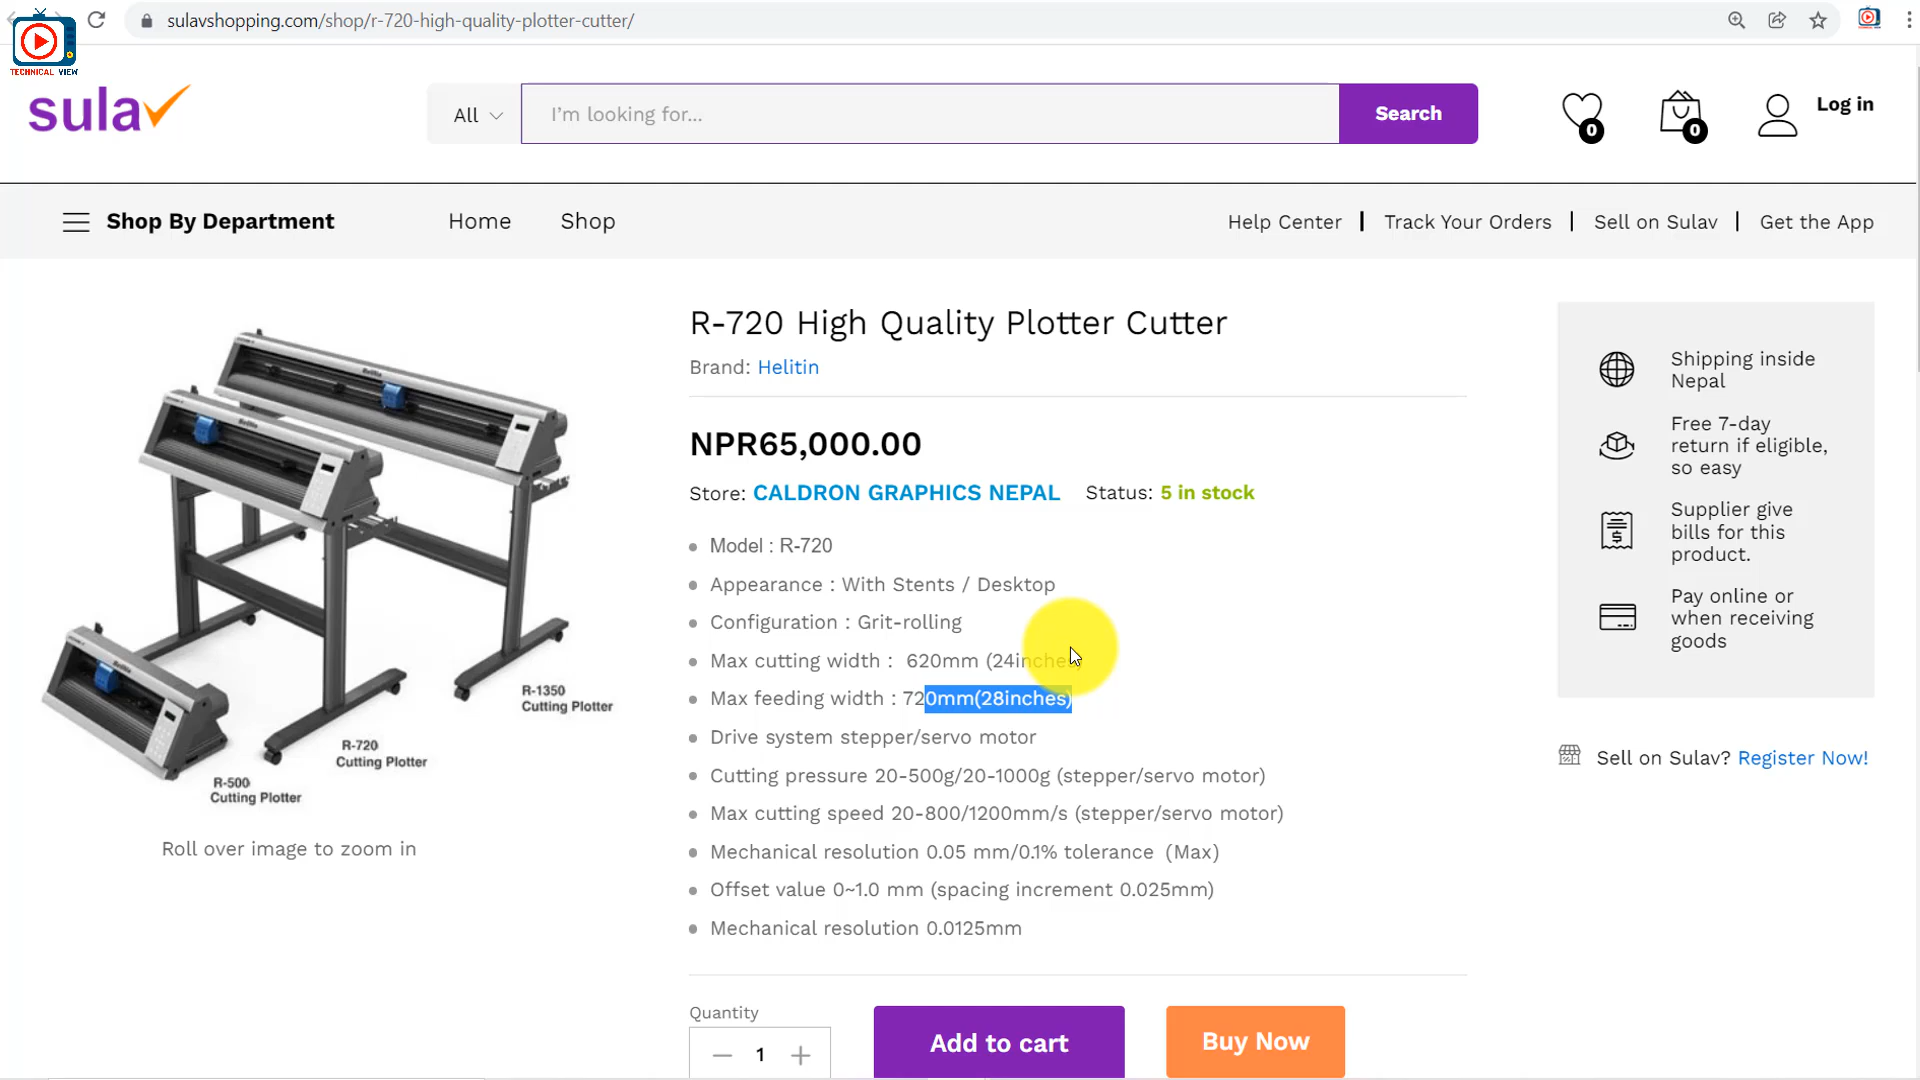 sulavshopping.com/shop/r-720-high-quality-plotter-cutter/
TECHNICAL VIEW
sula
All
I'm looking for...
Search
0
0
Log in
Shop By Department
Home
Shop
Help Center
Track Your Orders
Sell on Sulav
Get the App
R-1350
Cutting Plotter
R-720
Cutting Plotter
R-500
Cutting Plotter
Roll over image to zoom in
R-720 High Quality Plotter Cutter
Brand: Helitin
NPR65,000.00
Store: CALDRON GRAPHICS NEPAL Status: 5 in stock
Model : R-720
Appearance : With Stents / Desktop
Configuration : Grit-rolling
Max cutting width : 620mm (24inches)
Max feeding width : 720mm(28inches)
Drive system stepper/servo motor
Cutting pressure 20-500g/20-1000g (stepper/servo motor)
Max cutting speed 20-800/1200mm/s (stepper/servo motor)
Mechanical resolution 0.05 mm/0.1% tolerance (Max)
Offset value 0~1.0 mm (spacing increment 0.025mm)
Mechanical resolution 0.0125mm
Quantity
1
Add to cart
Buy Now
Shipping inside
Nepal
Free 7-day
return if eligible,
so easy
Supplier give
bills for this
product.
Pay online or
when receiving
goods
Sell on Sulav? Register Now!